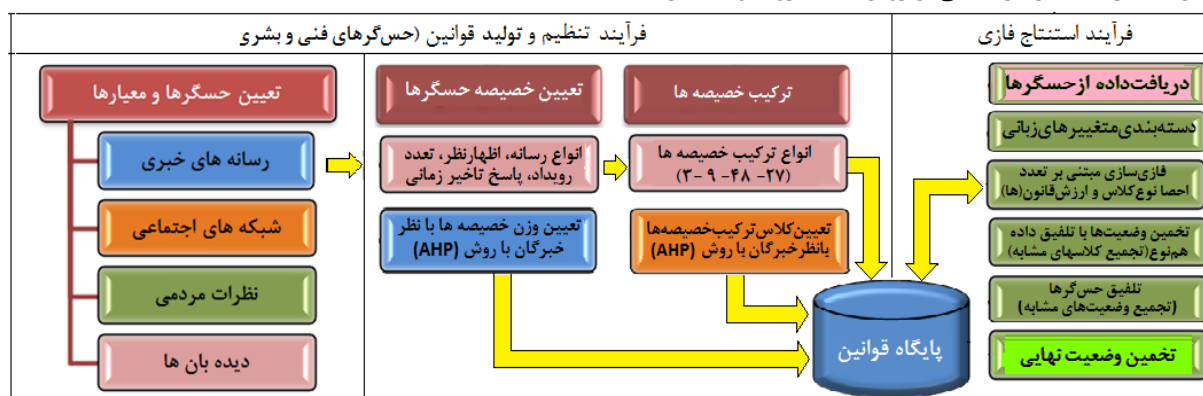 فرآیند تنظیم و تولید قوانین (حس‌گرهای فنی و بشری
فرآیند استنتاج فازی
تعیین حسگرها و معیارها
رسانه های خبری
شبکه های اجتماعی
نظرات مردمی
دیده بان ها
تعیین خصیصه حسگرها
انواع رسانه، اظهارنظر، تعدد
رویداد، پاسخ تاخیر زمانی
تعیین وزن خصیصه ها با نظر
خبرگان با روش (AHP)
ترکیب خصیصه ها
انواع ترکیب خصیصه ها
(۲۷- ۴۸- ۹ -۳)
تعیین‌کلاس‌ترکیب‌خصیصه‌ها
بانظرخبرگان با روش (AHP)
پایگاه قوانین
دریافت‌داده ازحسگرها
دسته‌بندی‌متغییرهای‌زبانی
فازی‌سازی مبتنی بر تعدد
احصا نوع‌کلاس و ارزش‌قانون(ها)
تخمین وضعیت‌ها با تلفیق داده
هم‌نوع(تجمیع کلاسهای مشابه)
تلفیق حس‌گرها
(تجمیع وضعیت‌های مشابه)
تخمین وضعیت نهایی